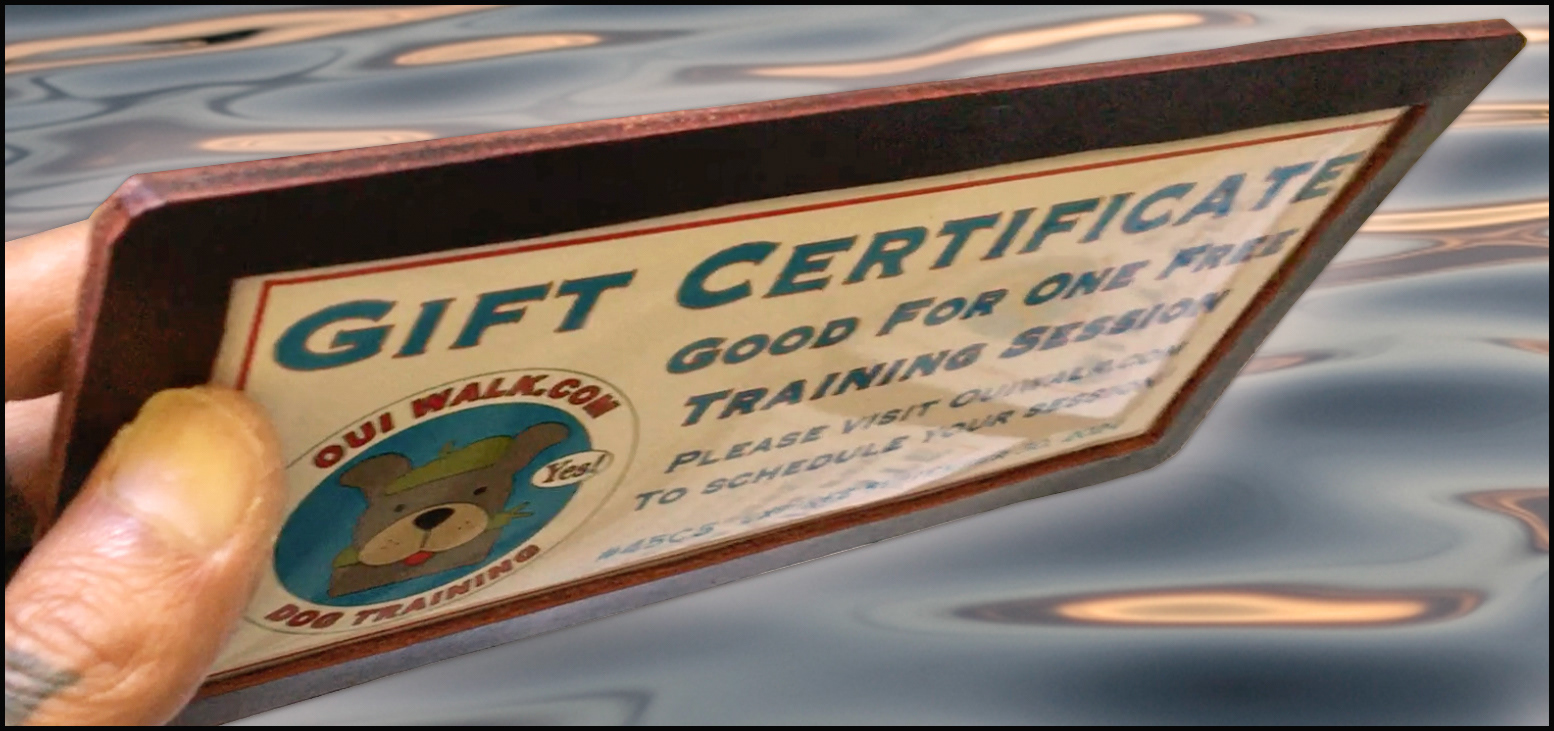 GIFT CERTIFICATE
GOOD FOR ONE FREE
TRAINING SESSION
PLEASE VISIT OUIWALK.COM
TO SCHEDULE YOUR SESSION
#45CS
OUI WALK.COM
Yes!
DOG TRAINING